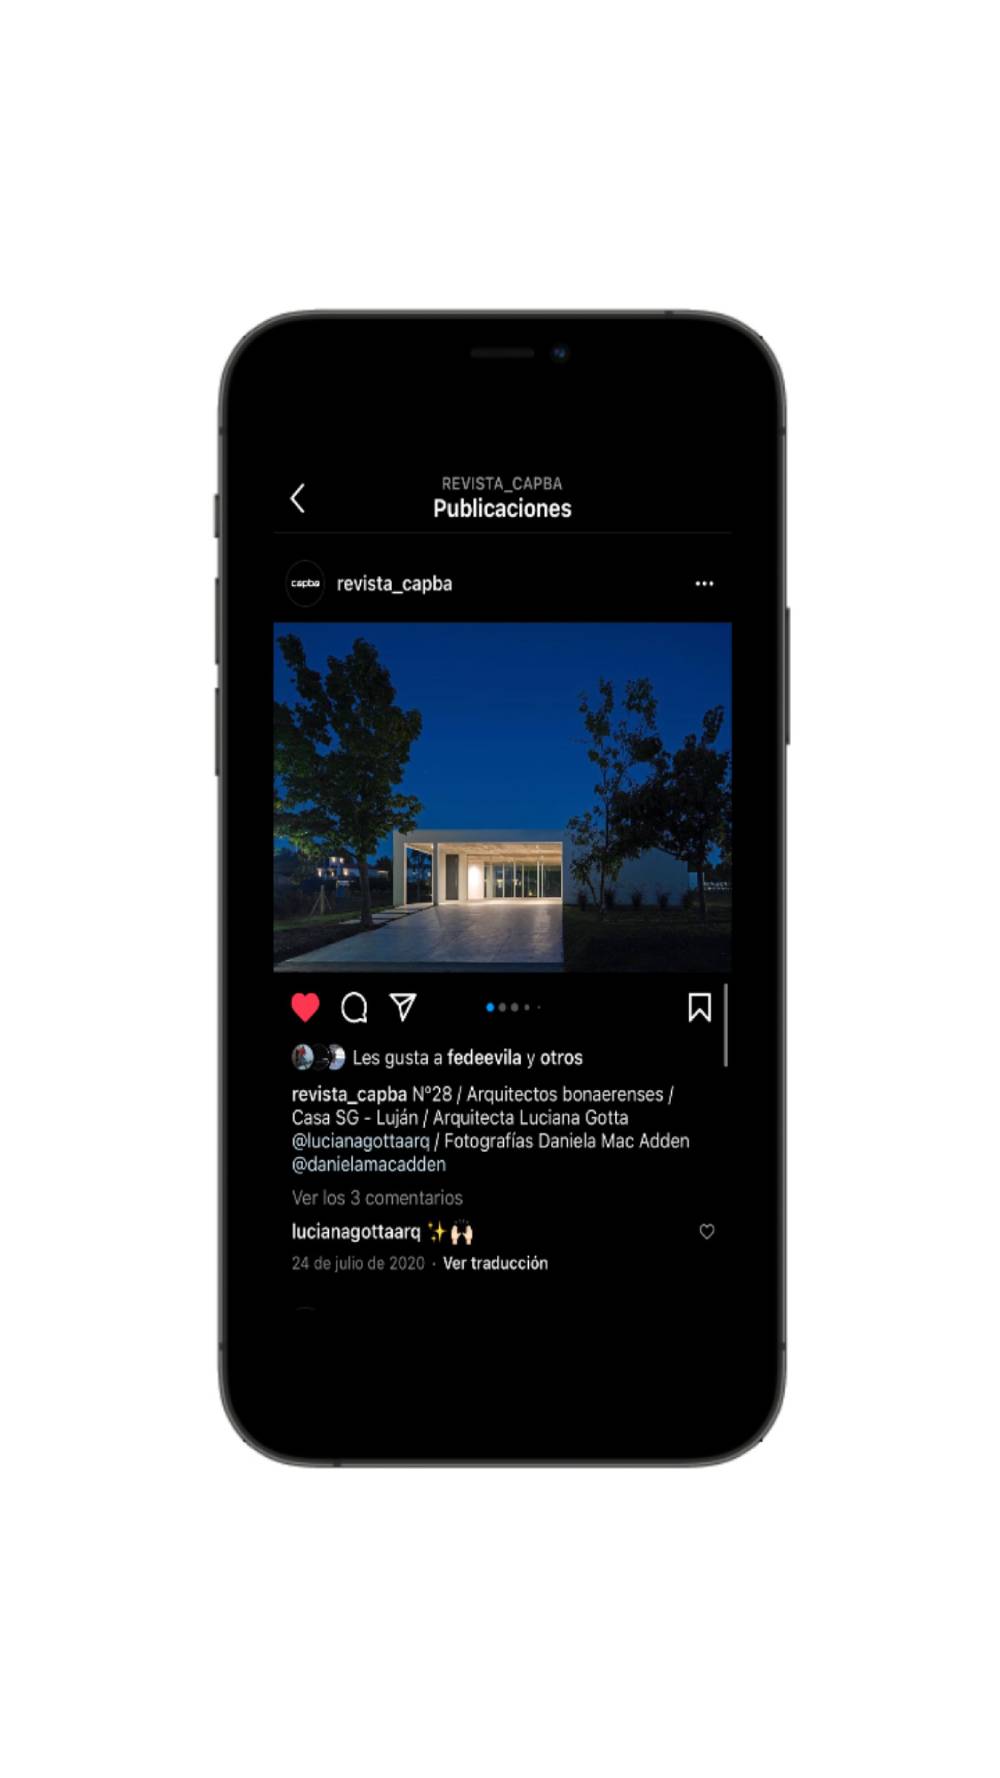 REVISTA_CAPBA
Publicaciones
capba
revista_capba
Les gusta a fedeevila y otros
revista_capba N°28 / Arquitectos bonaerenses /
Casa SG - Luján / Arquitecta Luciana Gotta
@lucianagottaarq / Fotografías Daniela Mac Adden
@danielamacadden
Ver los 3 comentarios
lucianagottaarq ✨🙌🏻
24 de julio de 2020 · Ver traducción